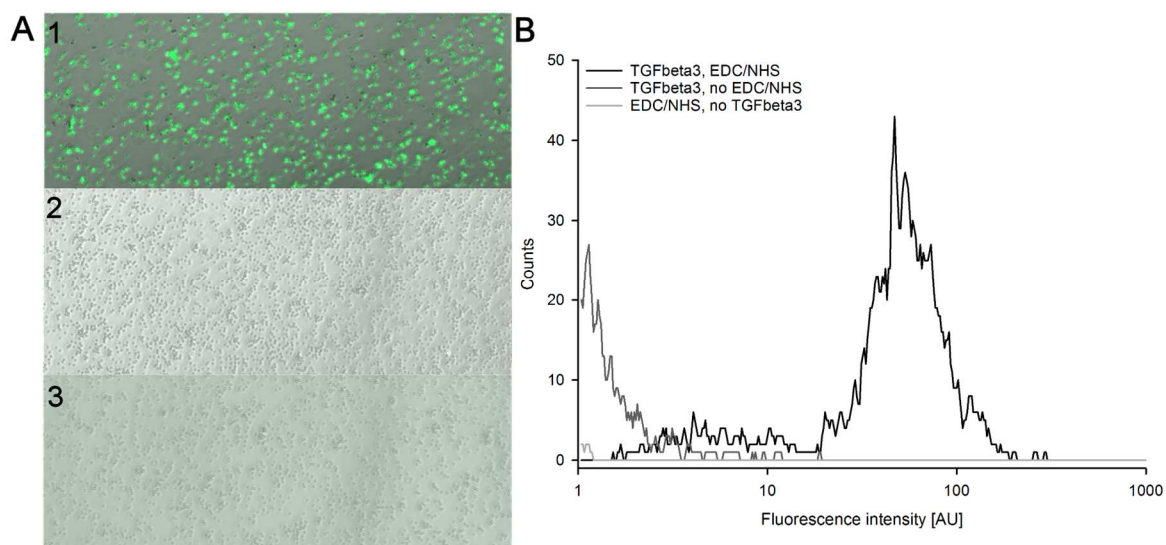 A
1
2
3
B
TGFbeta3, EDC/NHS
TGFbeta3, no EDC/NHS
EDC/NHS, no TGFbeta3
50
40
30
20
10
0
Counts
1
10
100
1000
Fluorescence intensity [AU]